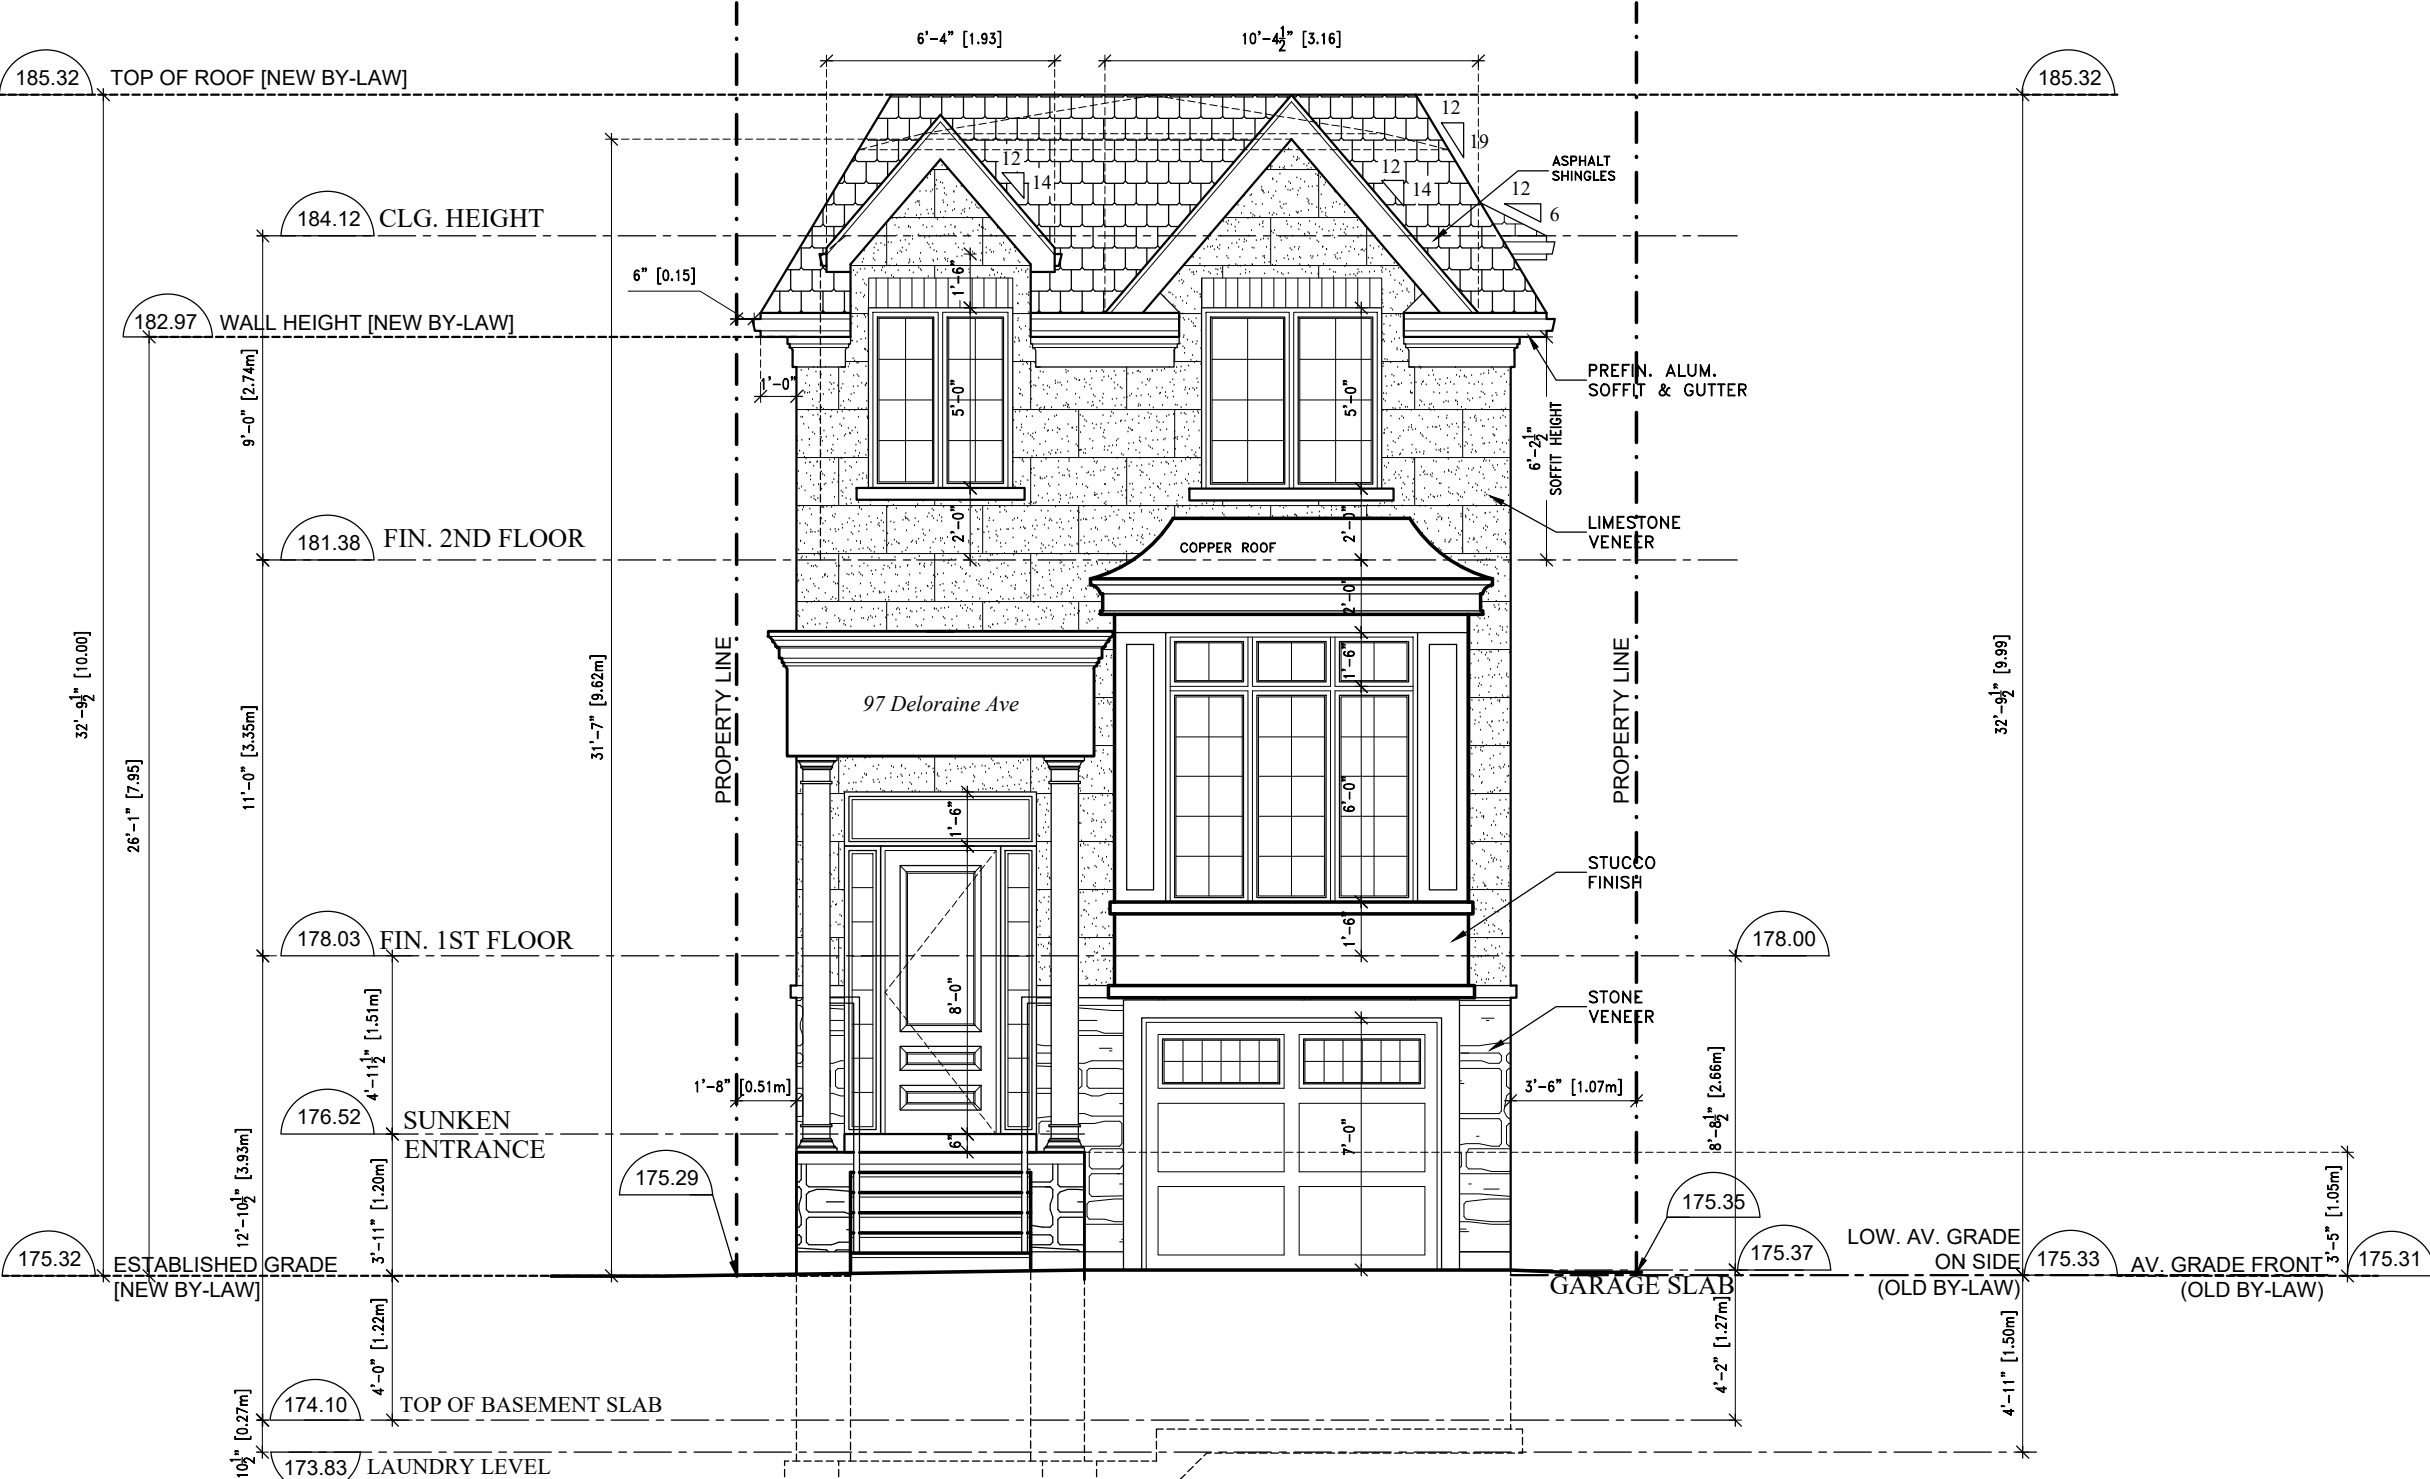 6'-4" [1.93]
10'-4½" [3.16]
185.32 TOP OF ROOF [NEW BY-LAW]
185.32
12
19
12
14
12
14
ASPHALT
SHINGLES
12
6
184.12 CLG. HEIGHT
6" [0.15]
1'-6"
182.97 WALL HEIGHT [NEW BY-LAW]
9'-0" [2.74m]
1'-0"
5'-0"
5'-0"
PREFIN. ALUM.
SOFFIT & GUTTER
6'-2½"
SOFFIT HEIGHT
2'-0"
2'-0"
LIMESTONE
VENEER
181.38 FIN. 2ND FLOOR
COPPER ROOF
2'-0"
32'-9½" [10.00]
26'-1" [7.95]
11'-0" [3.35m]
31'-7" [9.62m]
PROPERTY LINE
97 Deloraine Ave
1'-6"
6'-0"
PROPERTY LINE
32'-9½" [9.99]
1'-6"
STUCCO
FINISH
1'-6"
178.03 FIN. 1ST FLOOR
178.00
8'-0"
STONE
VENEER
4'-11½" [1.51m]
1'-8" [0.51m]
3'-6" [1.07m]
8'-8½" [2.66m]
176.52 SUNKEN
ENTRANCE
6"
7'-0"
12'-10½" [3.93m]
3'-11" [1.20m]
175.29
175.35
3'-5" [1.05m]
175.32 ESTABLISHED GRADE
[NEW BY-LAW]
GARAGE SLAB
175.37
LOW. AV. GRADE
ON SIDE
(OLD BY-LAW)
175.33
AV. GRADE FRONT
(OLD BY-LAW)
175.31
4'-0" [1.22m]
4'-2" [1.27m]
4'-11" [1.50m]
174.10 TOP OF BASEMENT SLAB
10½" [0.27m]
173.83 LAUNDRY LEVEL